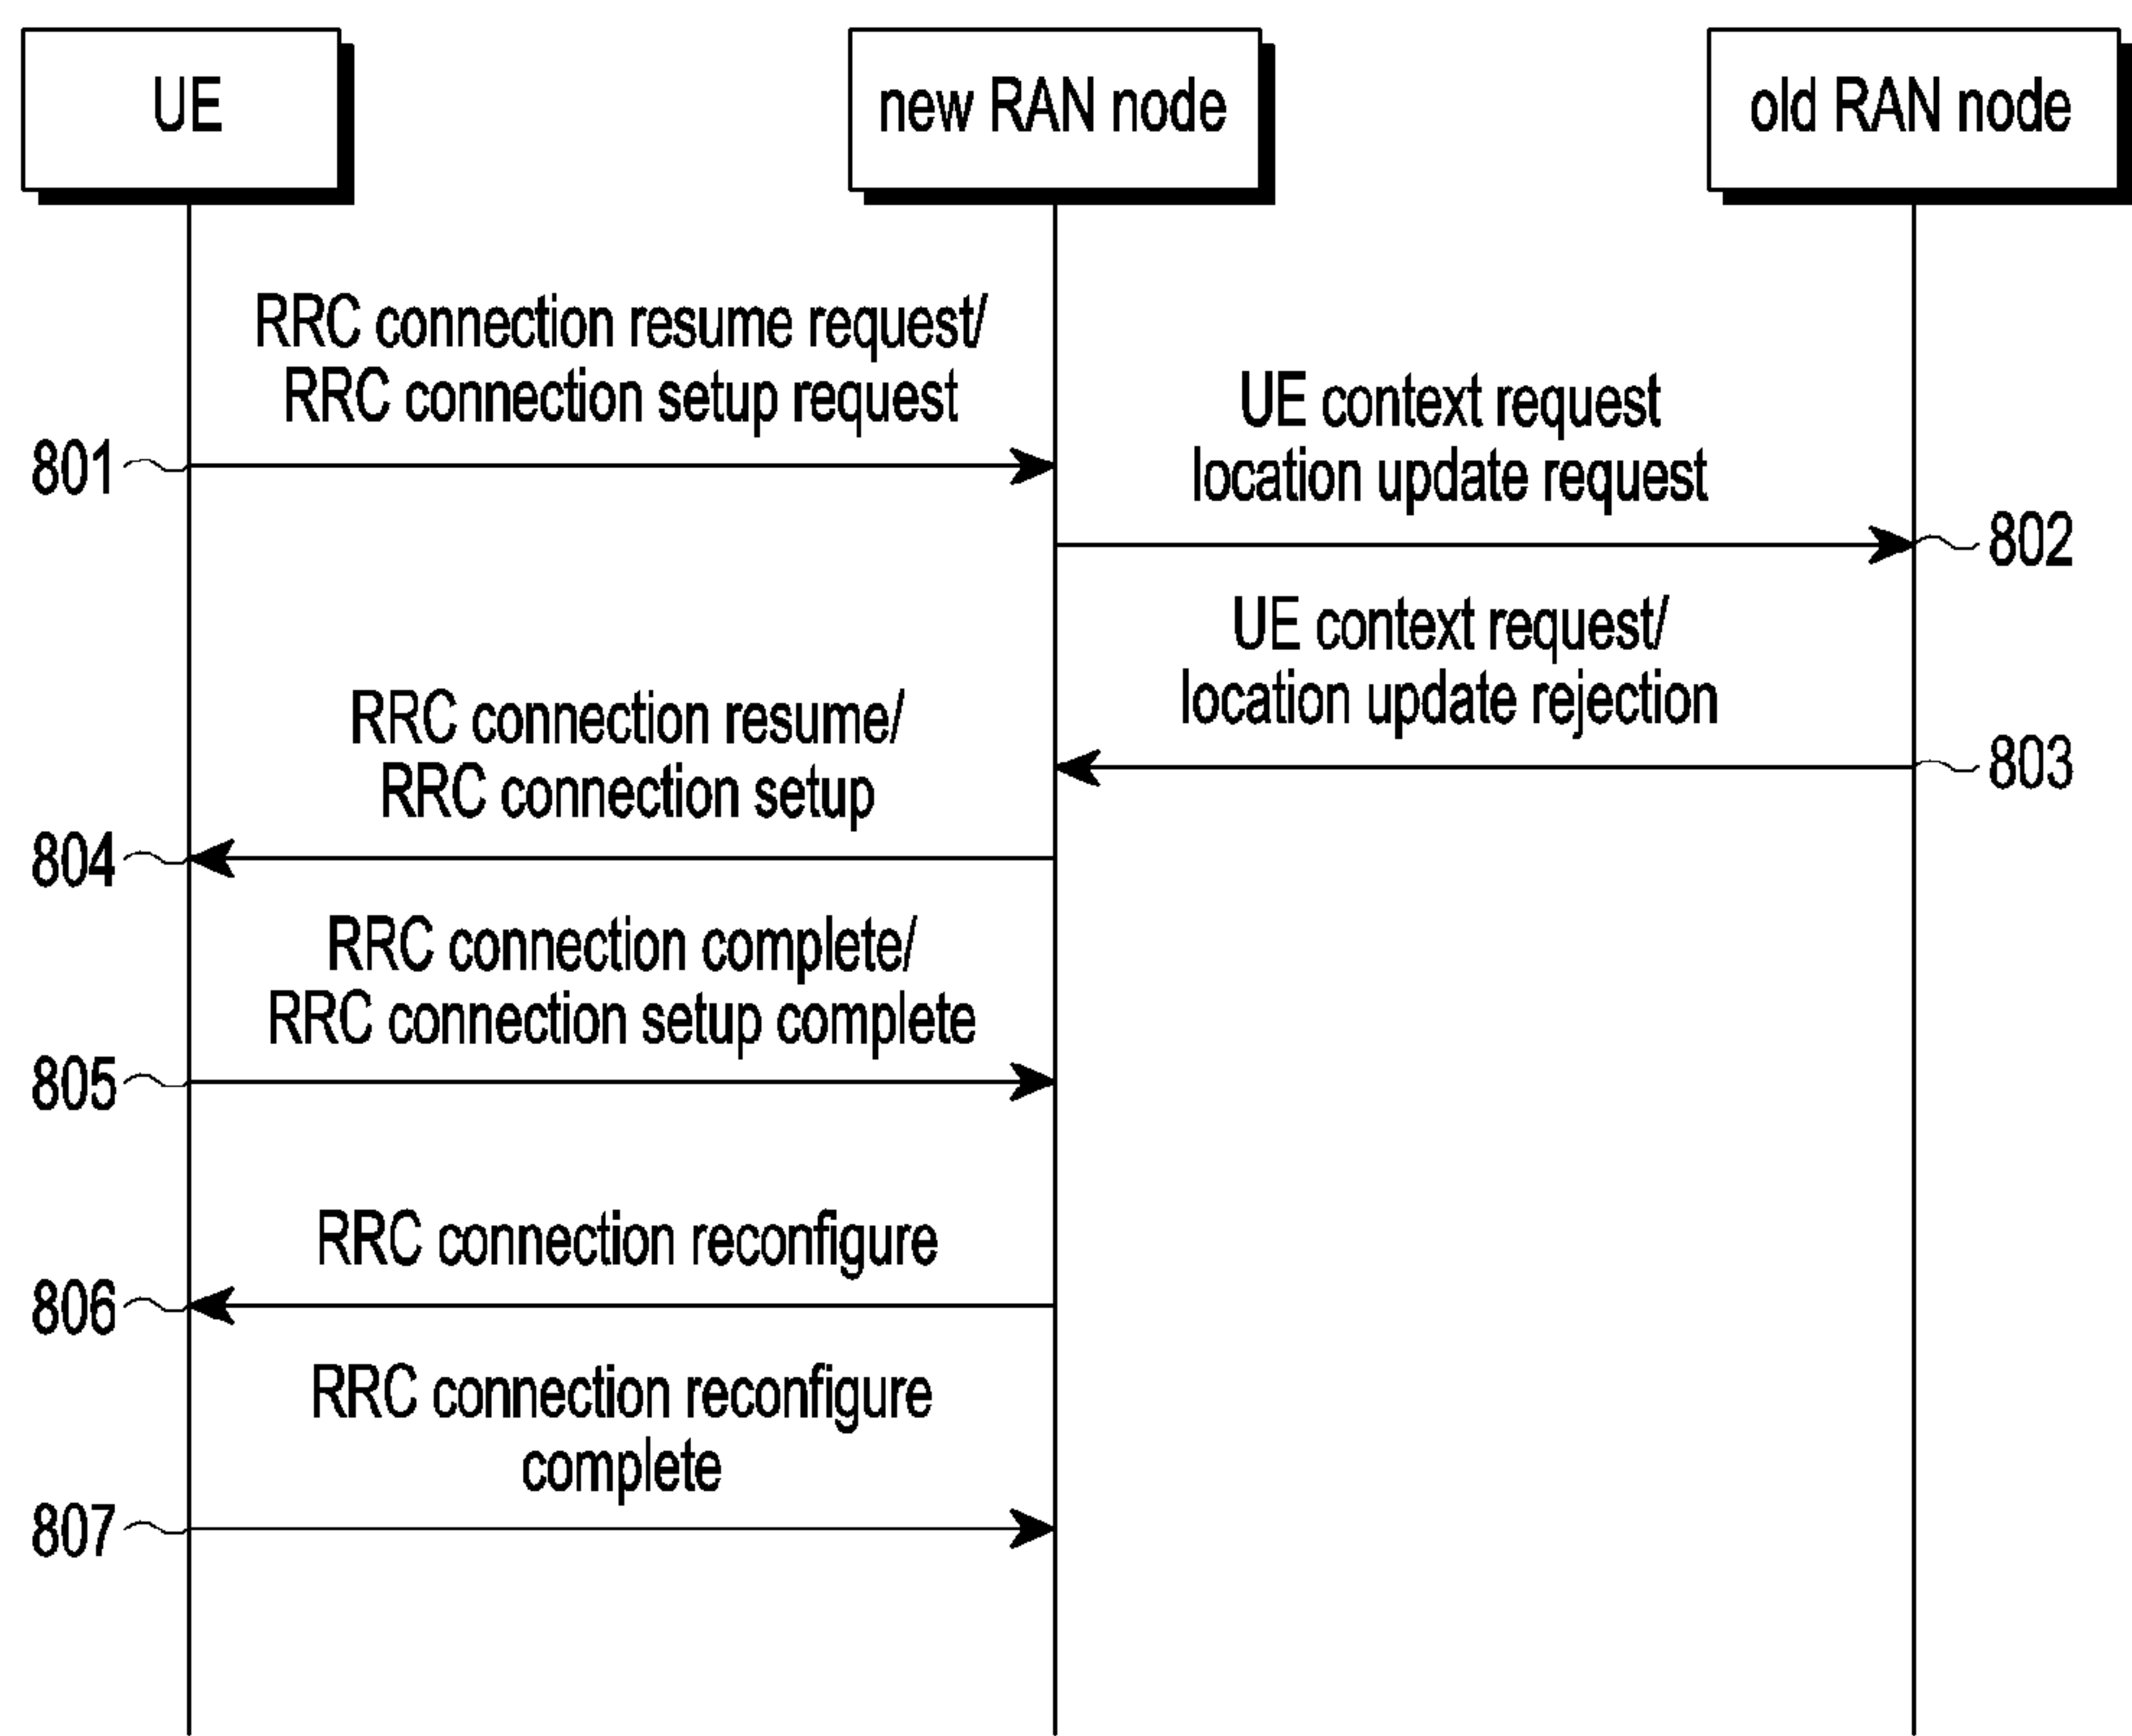 UE
new RAN node
old RAN node
RRC connection resume request/
RRC connection setup request
801
UE context request
location update request
802
UE context request/
location update rejection
803
RRC connection resume/
RRC connection setup
804
RRC connection complete/
RRC connection setup complete
805
RRC connection reconfigure
806
RRC connection reconfigure
complete
807